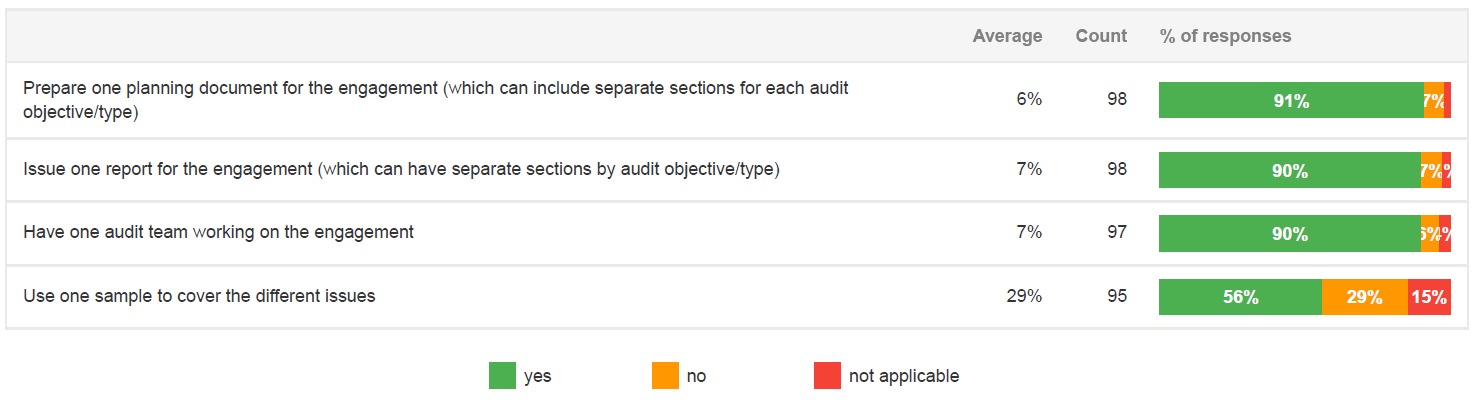 Average Count % of responses
Prepare one planning document for the engagement (which can include separate sections for each audit
objective/type) 6% 98 91% 7%
Issue one report for the engagement (which can have separate sections by audit objective/type) 7% 98 90% 7%
Have one audit team working on the engagement 7% 97 90% 6%
Use one sample to cover the different issues 29% 95 56% 29% 15%
yes no not applicable